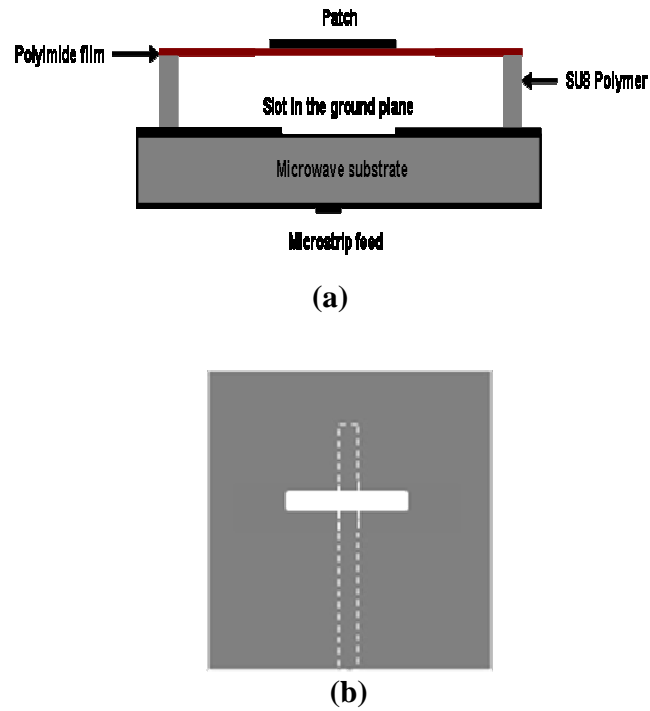 Patch
Polyimide film
SU8 Polymer
Slot in the ground plane
Microwave substrate
Microstrip feed
(a)
(b)